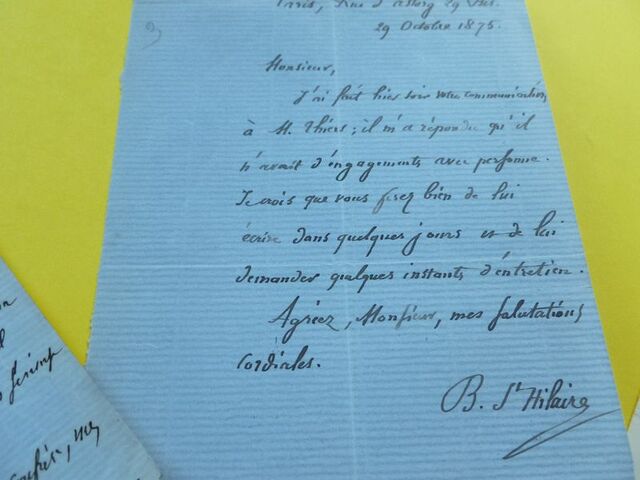 Paris, Rue d'Astorg 29 Bis.
29 Octobre 1875.
Monsieur,
J'ai fait hier soir votre communication
à M. Thiers; il m'a répondu qu'il
n'avait d'engagements avec personne.
Je crois que vous ferez bien de lui
écrire dans quelques jours et de lui
demander quelques instants d'entretien.
Agréez, Monsieur, mes salutations
cordiales.
B. St Hilaire